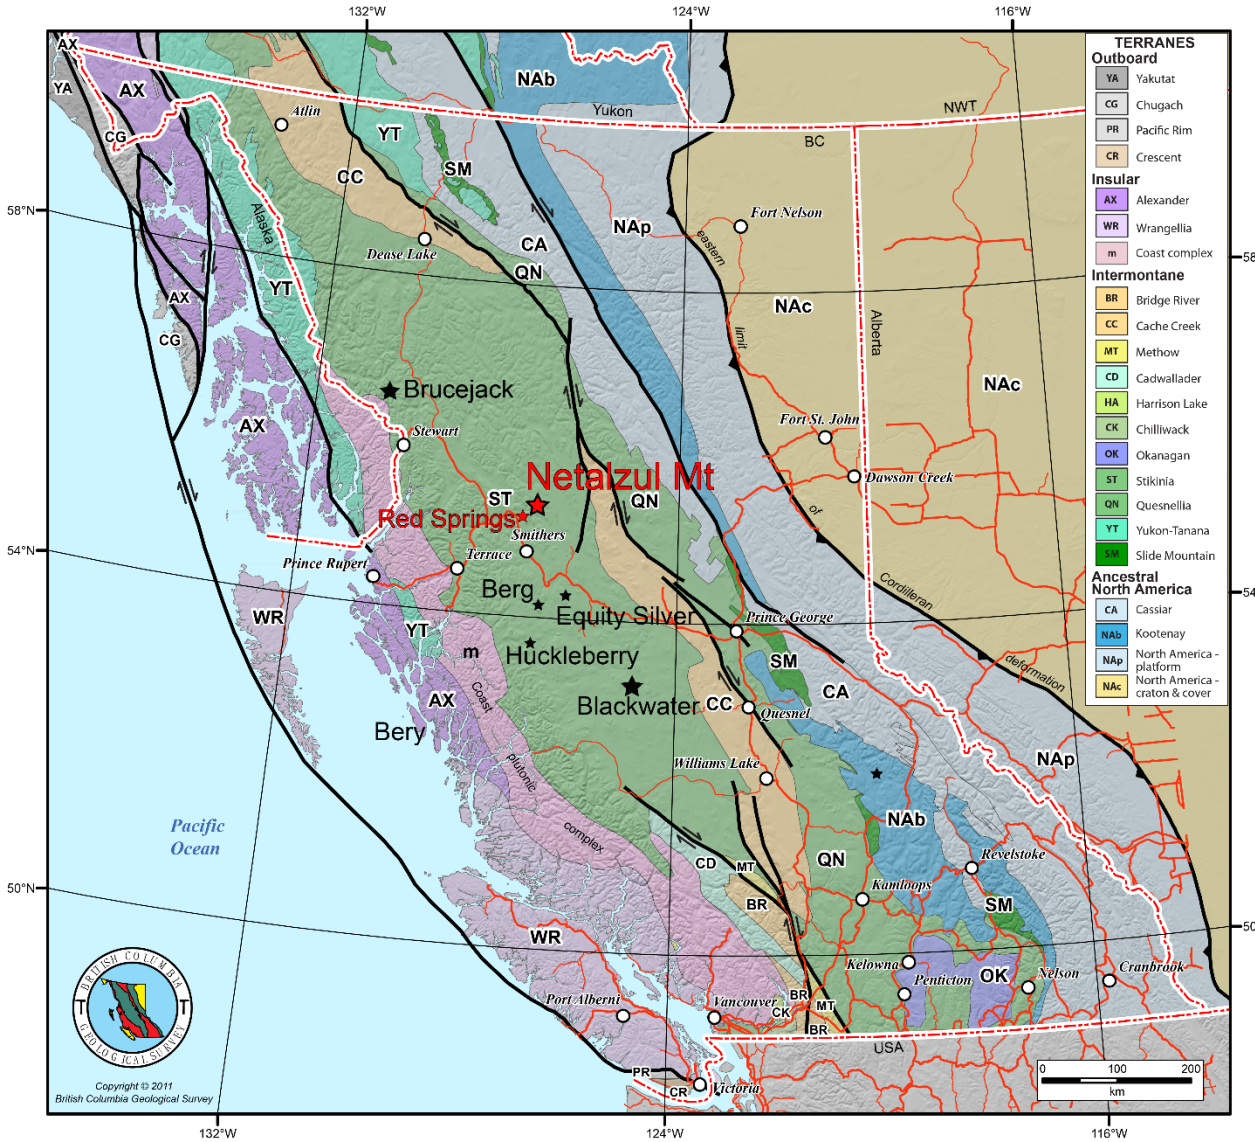 132°W
124°W
116°W
AX
YA
AX
CG
Atlin
YT
CC
SM
NAb
Yukon
NWT
BC
58°N
Alaska
YT
Dease Lake
CA
QN
NAp
Fort Nelson
eastern
limit
of
Cordilleran
deformation
NAc
Alberta
NAc
58
AX
CG
AX
Brucejack
Stewart
Fort St. John
Dawson Creek
Netalzul Mt
ST
Red Springs
QN
Smithers
54°N
Prince Rupert
Terrace
Berg
Equity Silver
Prince George
54
WR
YT
m
Huckleberry
SM
CA
Coast
plutonic
complex
AX
Bery
Blackwater
CC
Quesnel
NAp
Williams Lake
Pacific
Ocean
NAb
CD
MT
QN
Revelstoke
50°N
BR
Kamloops
SM
50
WR
Kelowna
Penticton
OK
Nelson
Cranbrook
Port Alberni
Vancouver
BR
CK
MT
BR
USA
PR
CR
Victoria
TERRANES
Outboard
YA Yakutat
CG Chugach
PR Pacific Rim
CR Crescent
Insular
AX Alexander
WR Wrangellia
m Coast complex
Intermontane
BR Bridge River
CC Cache Creek
MT Methow
CD Cadwallader
HA Harrison Lake
CK Chilliwack
OK Okanagan
ST Stikinia
QN Quesnellia
YT Yukon-Tanana
SM Slide Mountain
Ancestral
North America
CA Cassiar
NAb Kootenay
NAp North America -
platform
NAc North America -
craton & cover
BRITISH COLUMBIA
GEOLOGICAL SURVEY
Copyright © 2011
British Columbia Geological Survey
0 100 200
km
132°W
124°W
116°W